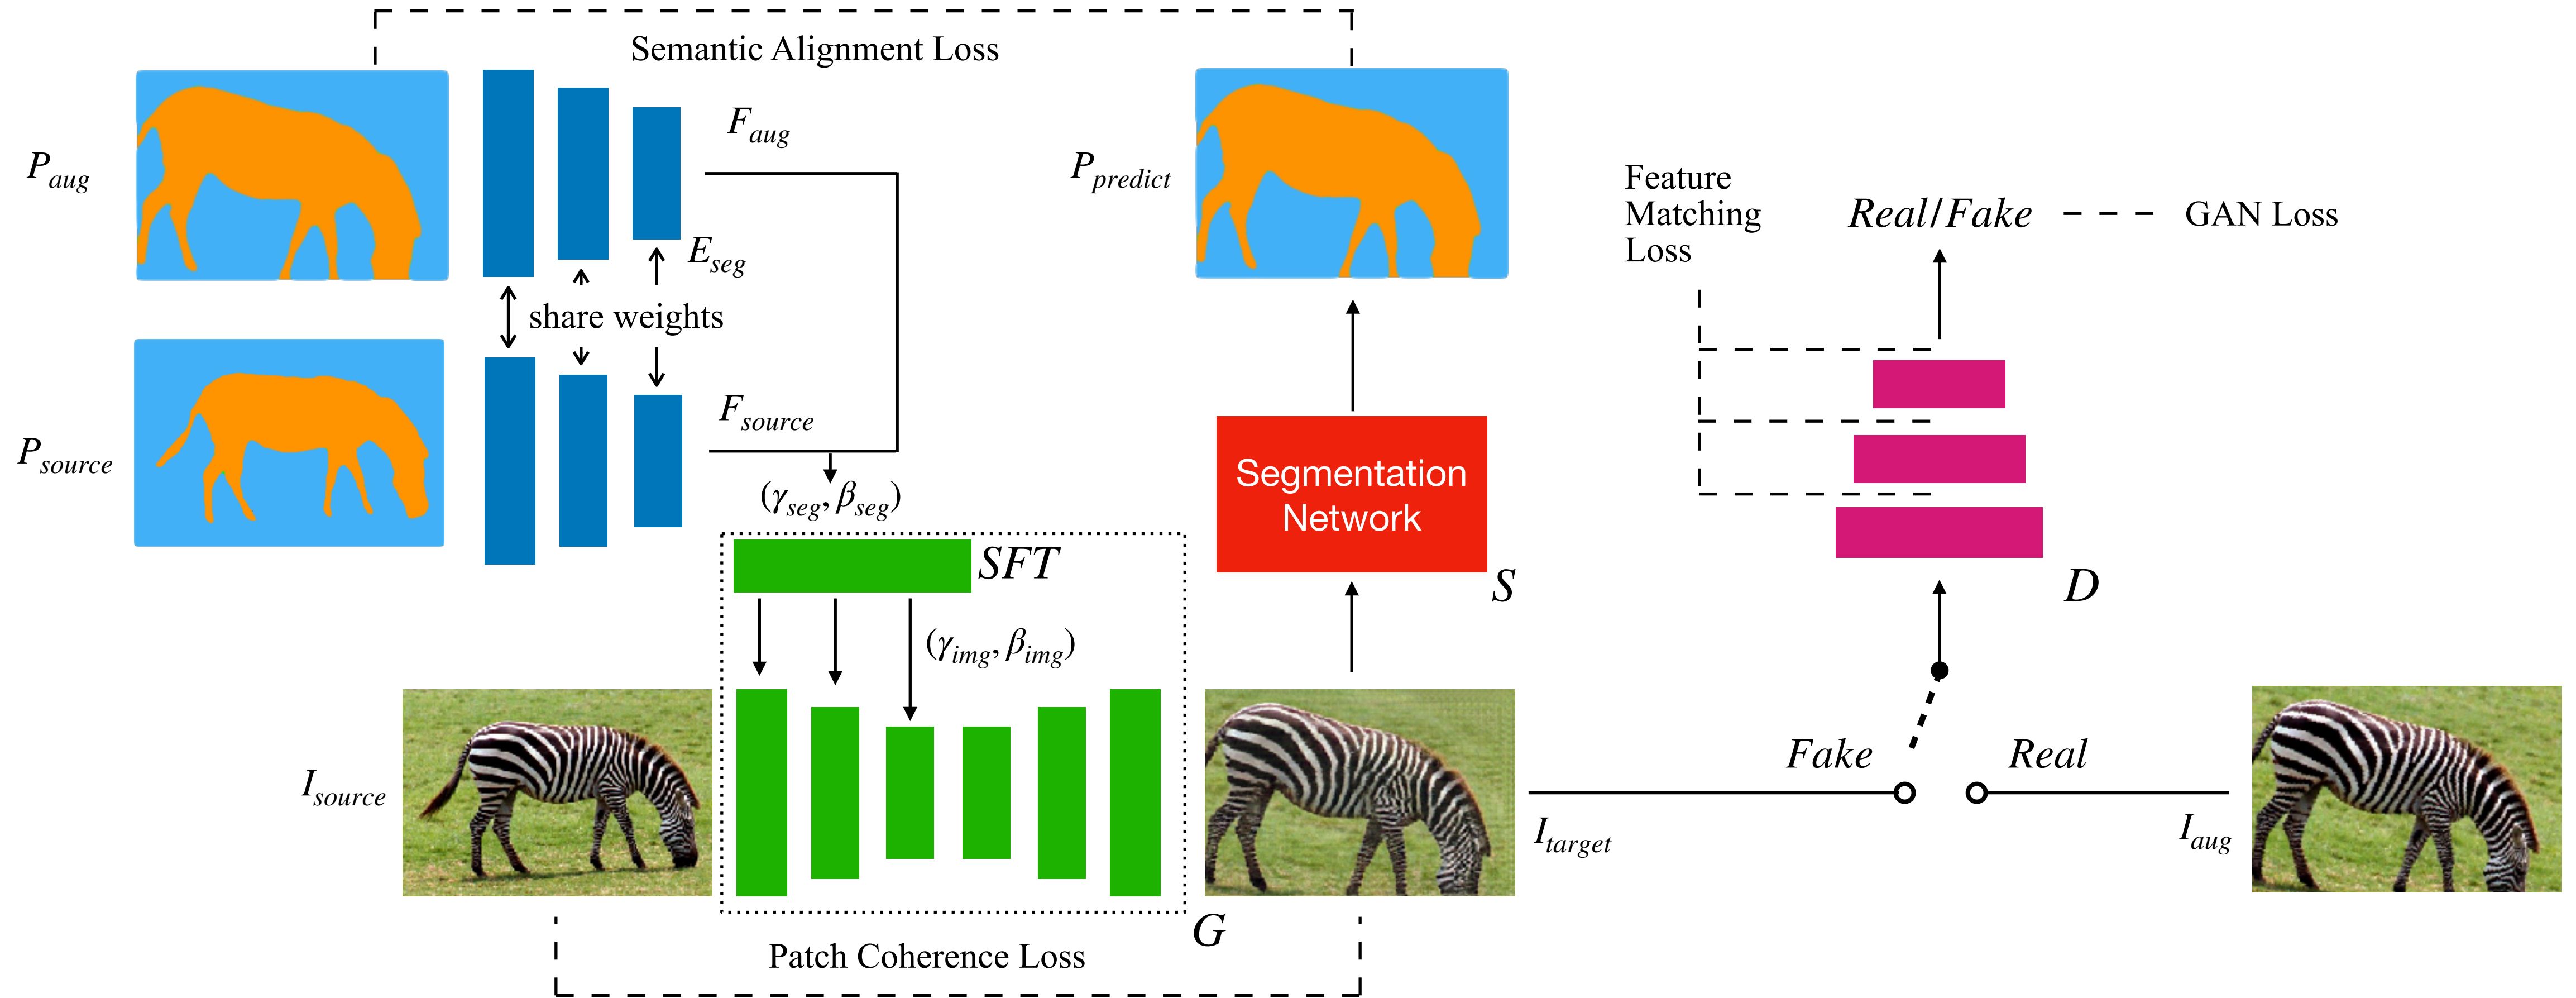 Semantic Alignment Loss
P_aug
F_aug
E_seg
share weights
P_source
F_source
(γ_seg, β_seg)
SFT
(γ_img, β_img)
I_source
G
Patch Coherence Loss
P_predict
Segmentation
Network
S
I_target
Feature
Matching
Loss
Real/Fake
GAN Loss
D
Fake
Real
I_aug